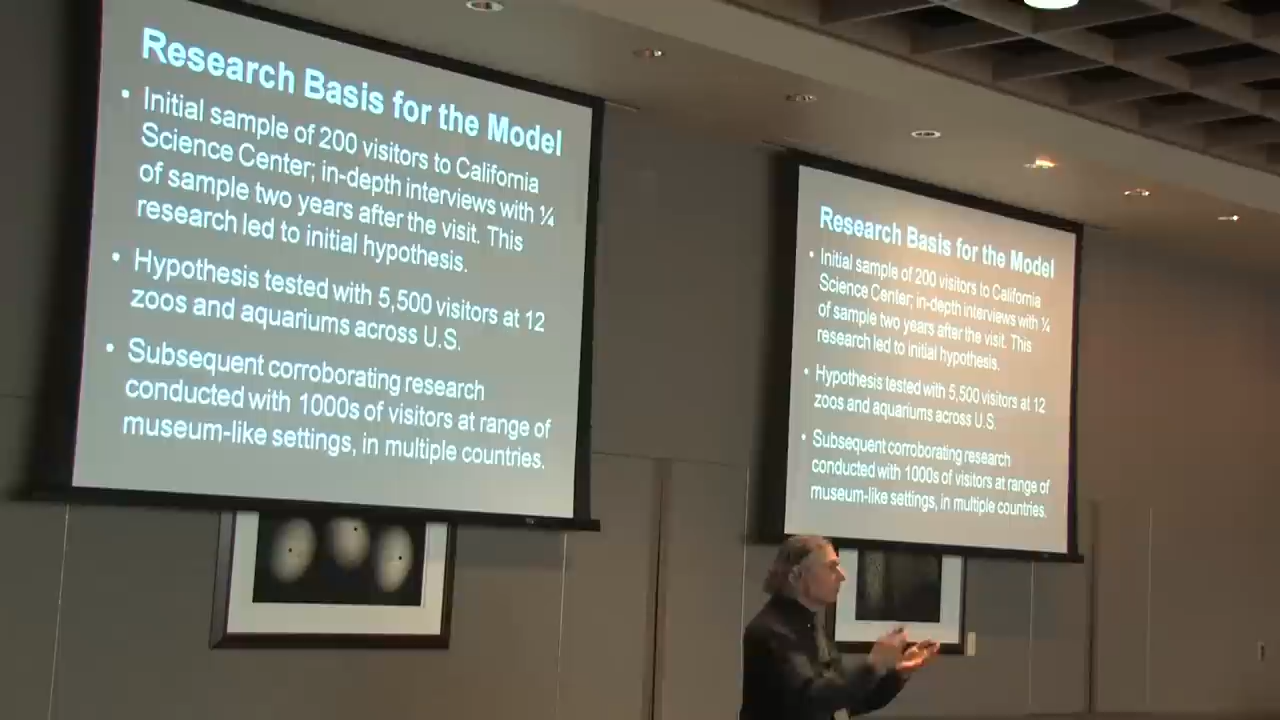 Research Basis for the Model
• Initial sample of 200 visitors to California
Science Center; in-depth interviews with ¼
of sample two years after the visit. This
research led to initial hypothesis.
• Hypothesis tested with 5,500 visitors at 12
zoos and aquariums across U.S.
• Subsequent corroborating research
conducted with 1000s of visitors at range of
museum-like settings, in multiple countries.
Research Basis for the Model
• Initial sample of 200 visitors to California
Science Center; in-depth interviews with ¼
of sample two years after the visit. This
research led to initial hypothesis.
• Hypothesis tested with 5,500 visitors at 12
zoos and aquariums across U.S.
• Subsequent corroborating research
conducted with 1000s of visitors at range of
museum-like settings, in multiple countries.